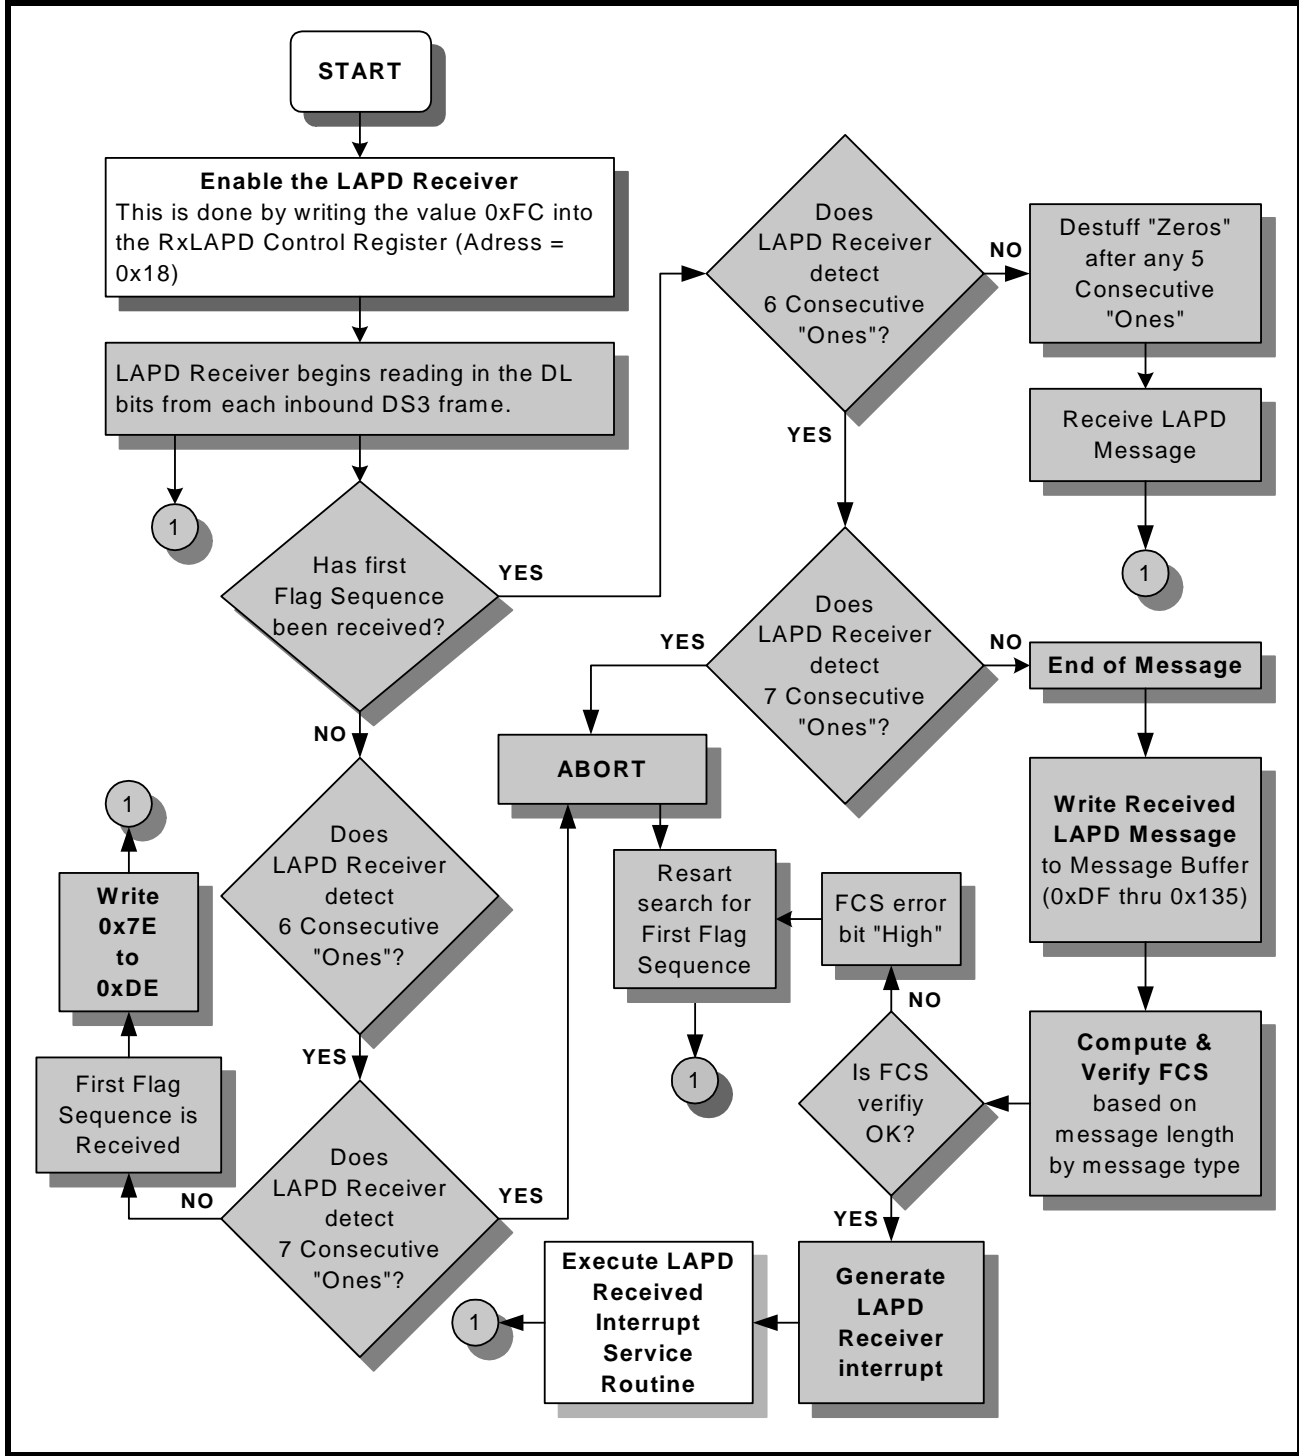 START
Enable the LAPD Receiver
This is done by writing the value 0xFC into
the RxLAPD Control Register (Adress =
0x18)
LAPD Receiver begins reading in the DL
bits from each inbound DS3 frame.
1
Has first
Flag Sequence
been received?
YES
NO
Does
LAPD Receiver
detect
6 Consecutive
"Ones"?
NO
YES
Destuff "Zeros"
after any 5
Consecutive
"Ones"
Receive LAPD
Message
1
Does
LAPD Receiver
detect
7 Consecutive
"Ones"?
YES
NO
End of Message
Write Received
LAPD Message
to Message Buffer
(0xDF thru 0x135)
Compute &
Verify FCS
based on
message length
by message type
Is FCS
verifiy
OK?
NO
YES
FCS error
bit "High"
ABORT
Resart
search for
First Flag
Sequence
1
Does
LAPD Receiver
detect
6 Consecutive
"Ones"?
YES
Does
LAPD Receiver
detect
7 Consecutive
"Ones"?
YES
NO
First Flag
Sequence is
Received
Write
0x7E
to
0xDE
1
Generate
LAPD
Receiver
interrupt
Execute LAPD
Received
Interrupt
Service
Routine
1